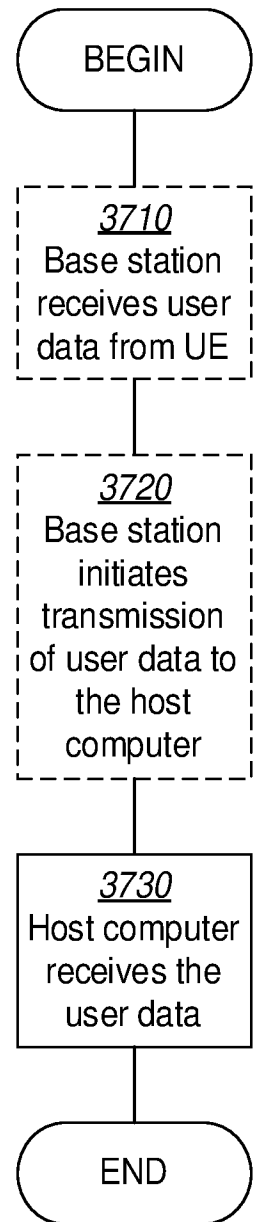 BEGIN
3710
Base station
receives user
data from UE
3720
Base station
initiates
transmission
of user data to
the host
computer
3730
Host computer
receives the
user data
END